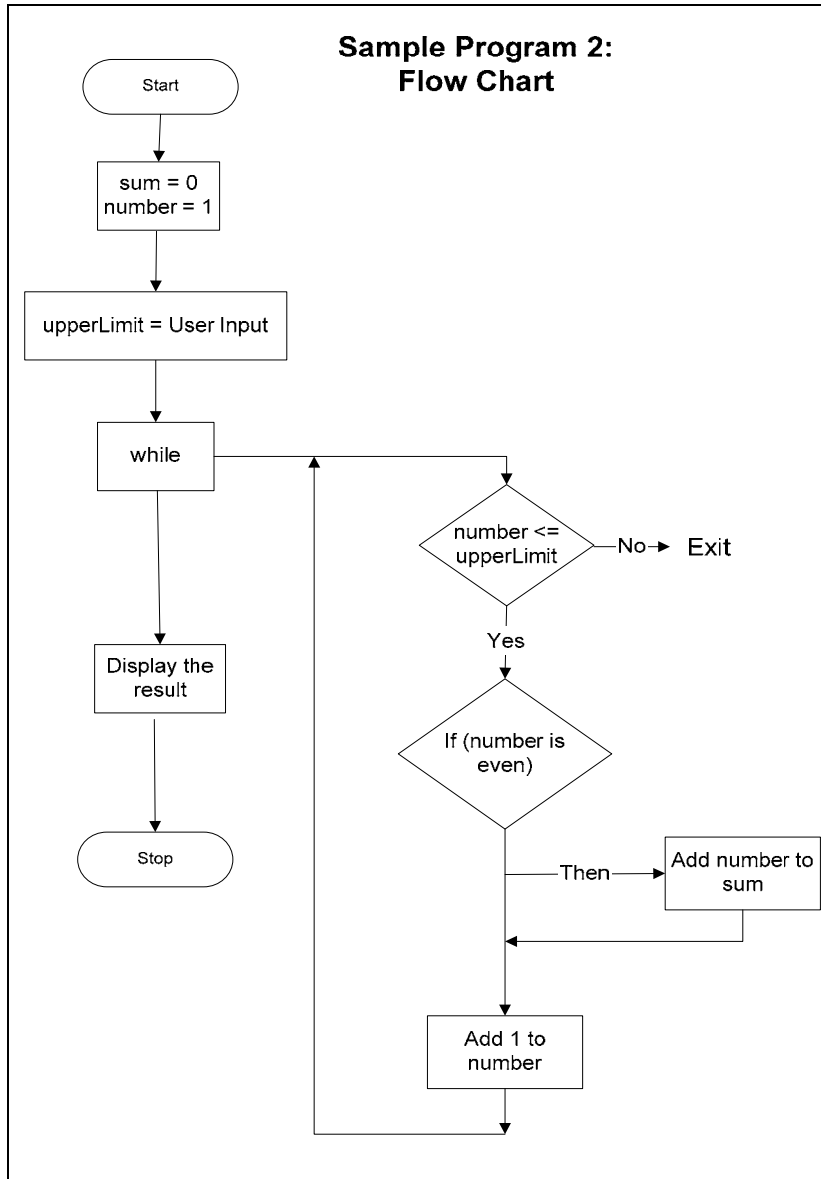 Sample Program 2:
Flow Chart
Start
sum = 0
number = 1
upperLimit = User Input
while
number <=
upperLimit
No
Exit
Yes
Display the
result
If (number is
even)
Stop
Then
Add number to
sum
Add 1 to
number